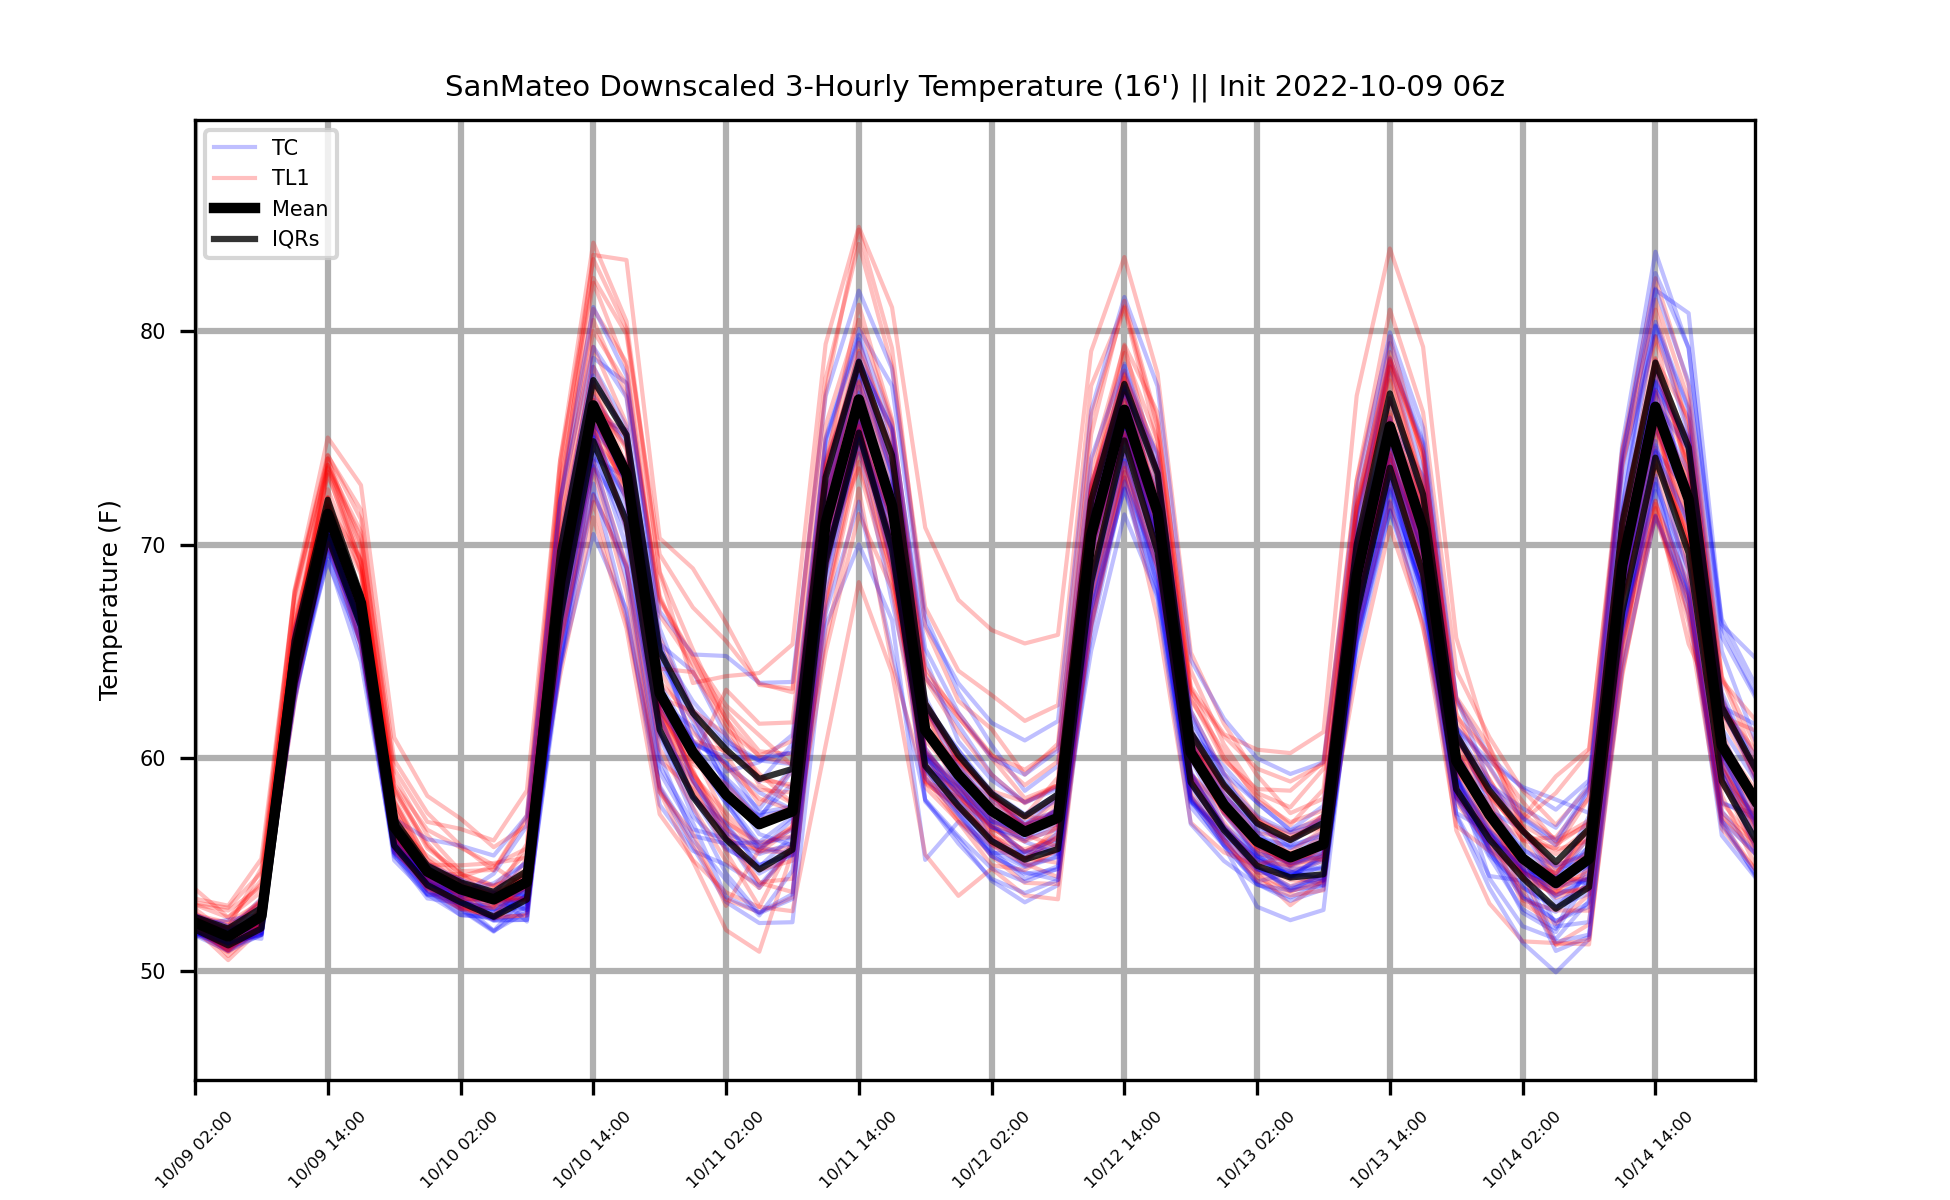 SanMateo Downscaled 3-Hourly Temperature (16') || Init 2022-10-09 06z
TC
TL1
Mean
IQRs
Temperature (F)
80
70
60
50
10/09 02:00
10/09 14:00
10/10 02:00
10/10 14:00
10/11 02:00
10/11 14:00
10/12 02:00
10/12 14:00
10/13 02:00
10/13 14:00
10/14 02:00
10/14 14:00